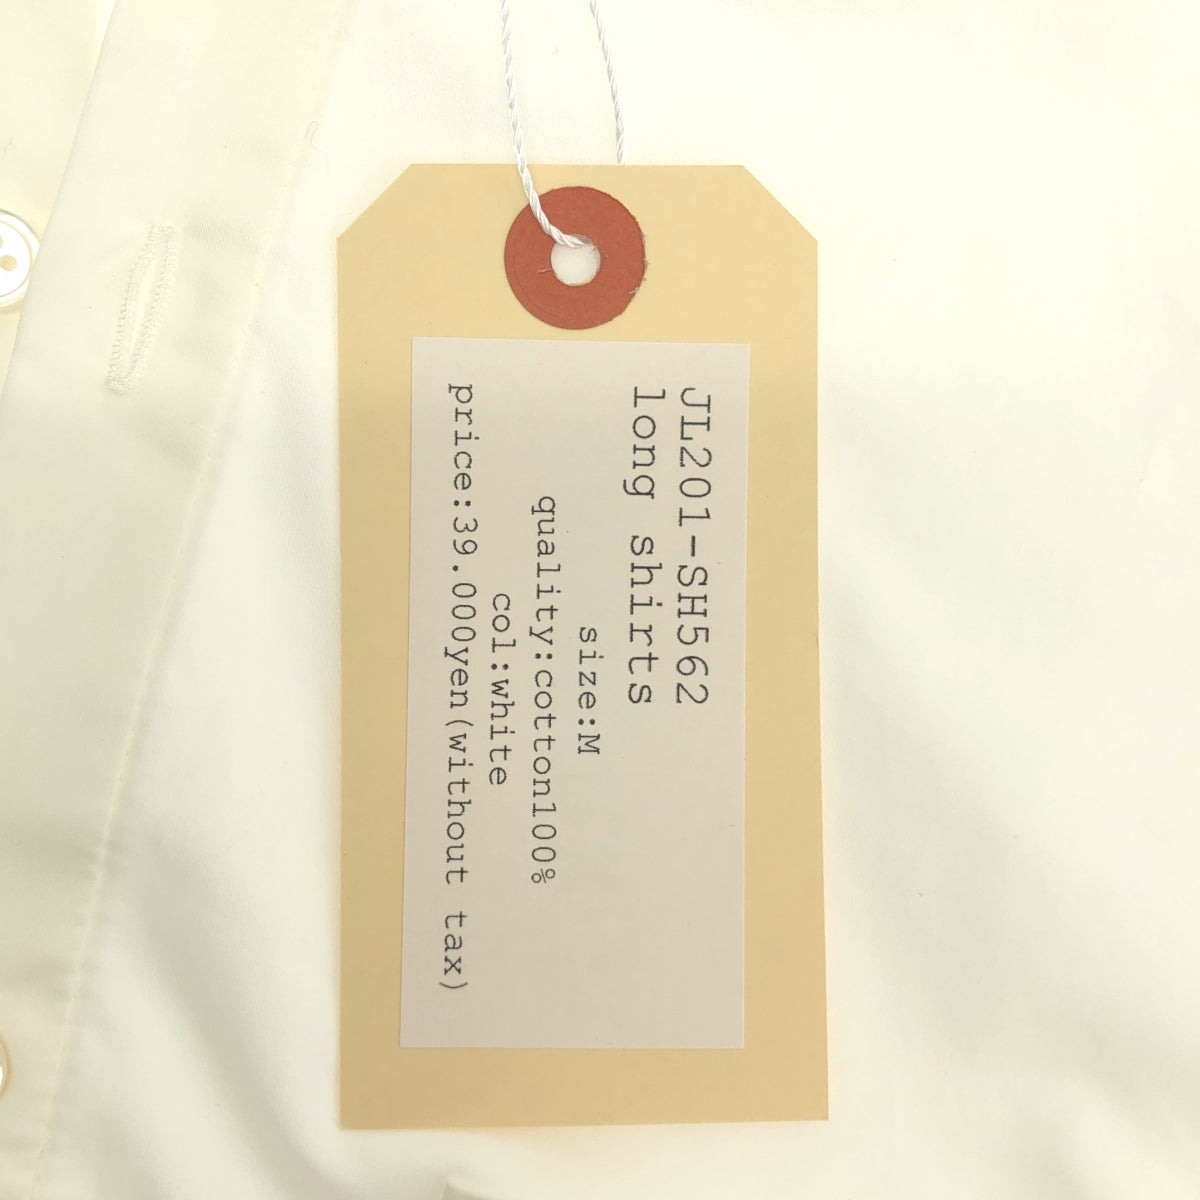 JL201-SH562
long shirts
size:M
quality:cotton100%
col:white
price:39.000yen(without tax)